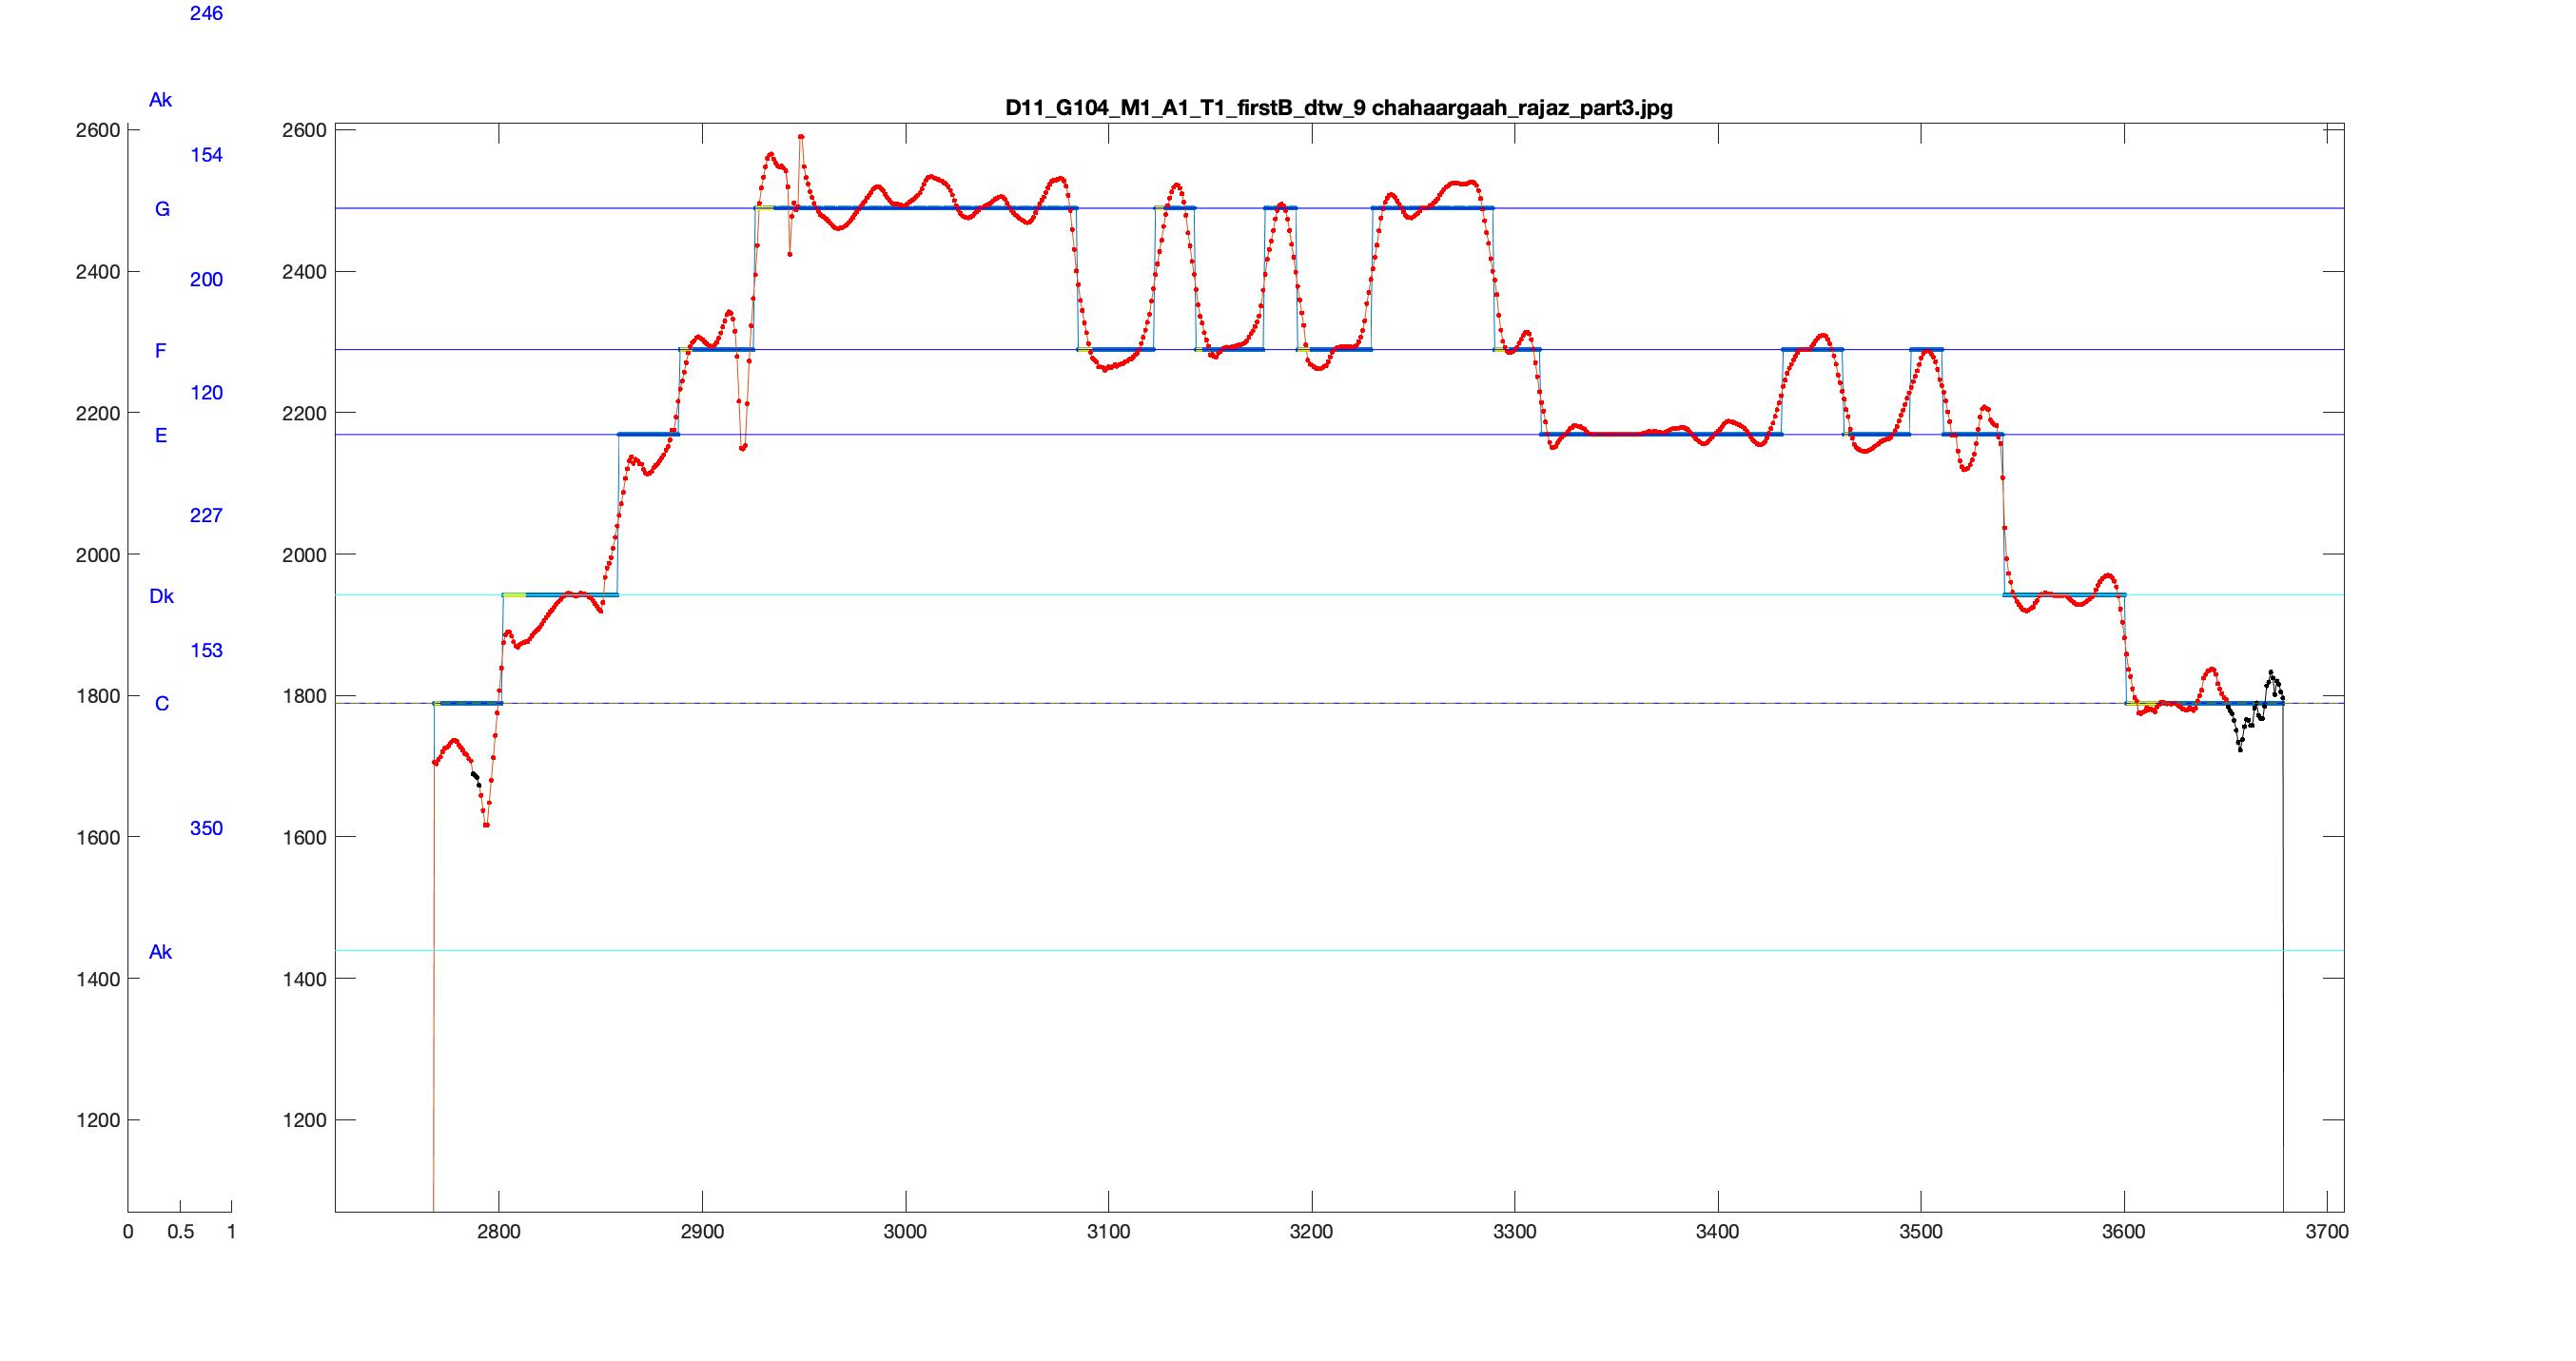 246
Ak
D11_G104_M1_A1_T1_firstB_dtw_9 chahaargaah_rajaz_part3.jpg
2600 2600
154
G
2400 200 2400
F
120
2200 2200
E
227
2000 2000
Dk
153
1800 C 1800
350
1600 1600
Ak
1400 1400
1200 1200
0 0.5 1 2800 2900 3000 3100 3200 3300 3400 3500 3600 3700